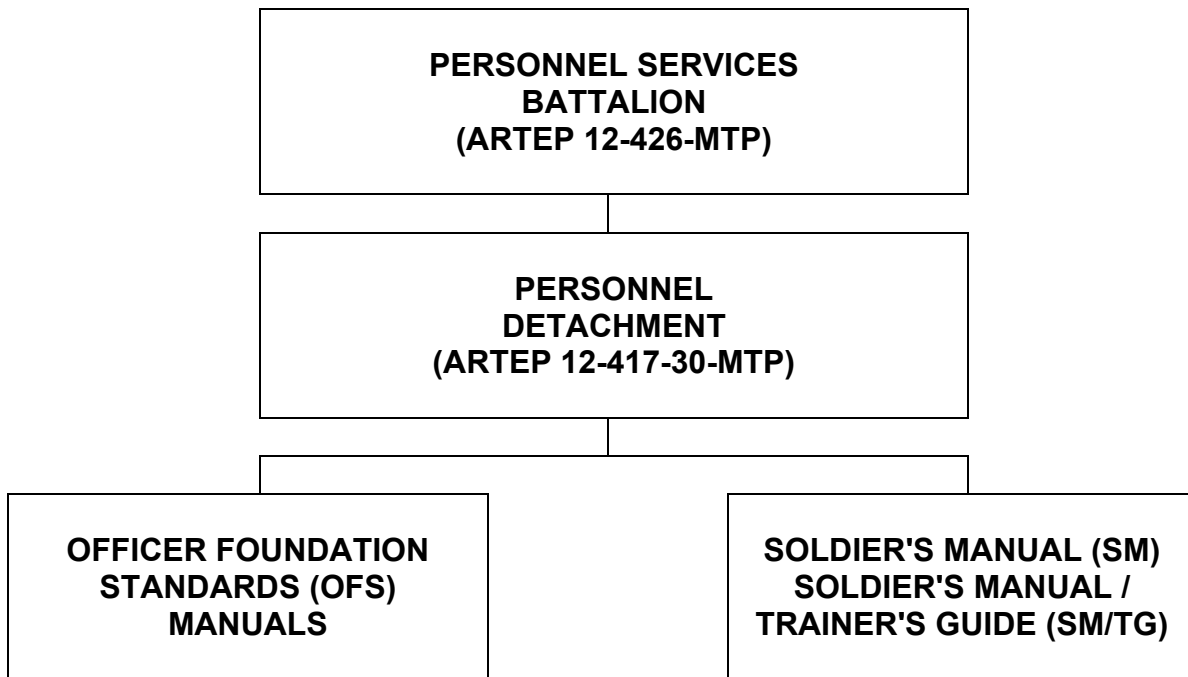 PERSONNEL SERVICES
BATTALION
(ARTEP 12-426-MTP)
PERSONNEL
DETACHMENT
(ARTEP 12-417-30-MTP)
OFFICER FOUNDATION
STANDARDS (OFS)
MANUALS
SOLDIER'S MANUAL (SM)
SOLDIER'S MANUAL /
TRAINER'S GUIDE (SM/TG)